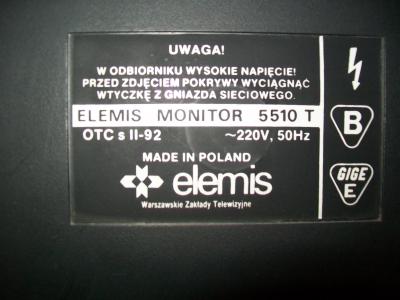 UWAGA!
W ODBIORNIKU WYSOKIE NAPIĘCIE!
PRZED ZDJĘCIEM POKRYWY WYCIĄGNĄĆ
WTYCZKĘ Z GNIAZDA SIECIOWEGO.
ELEMIS MONITOR 5510 T
OTC s II-92 ~220V, 50Hz
B
MADE IN POLAND
elemis
Warszawskie Zakłady Telewizyjne
GIGE
E